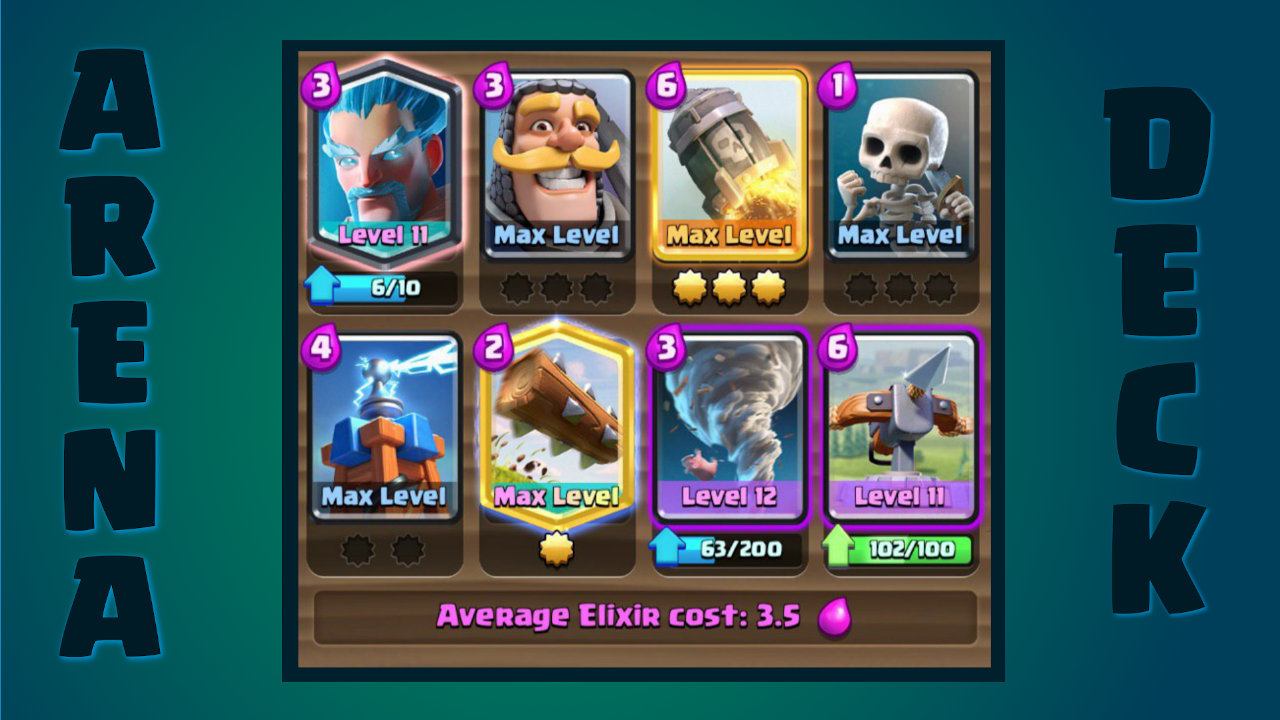 ARENA
3
3
6
1
Level 11
Max Level
Max Level
Max Level
6/10
4
2
3
6
Max Level
Max Level
Level 12
Level 11
63/200
102/100
Average Elixir cost: 3.5
DECK